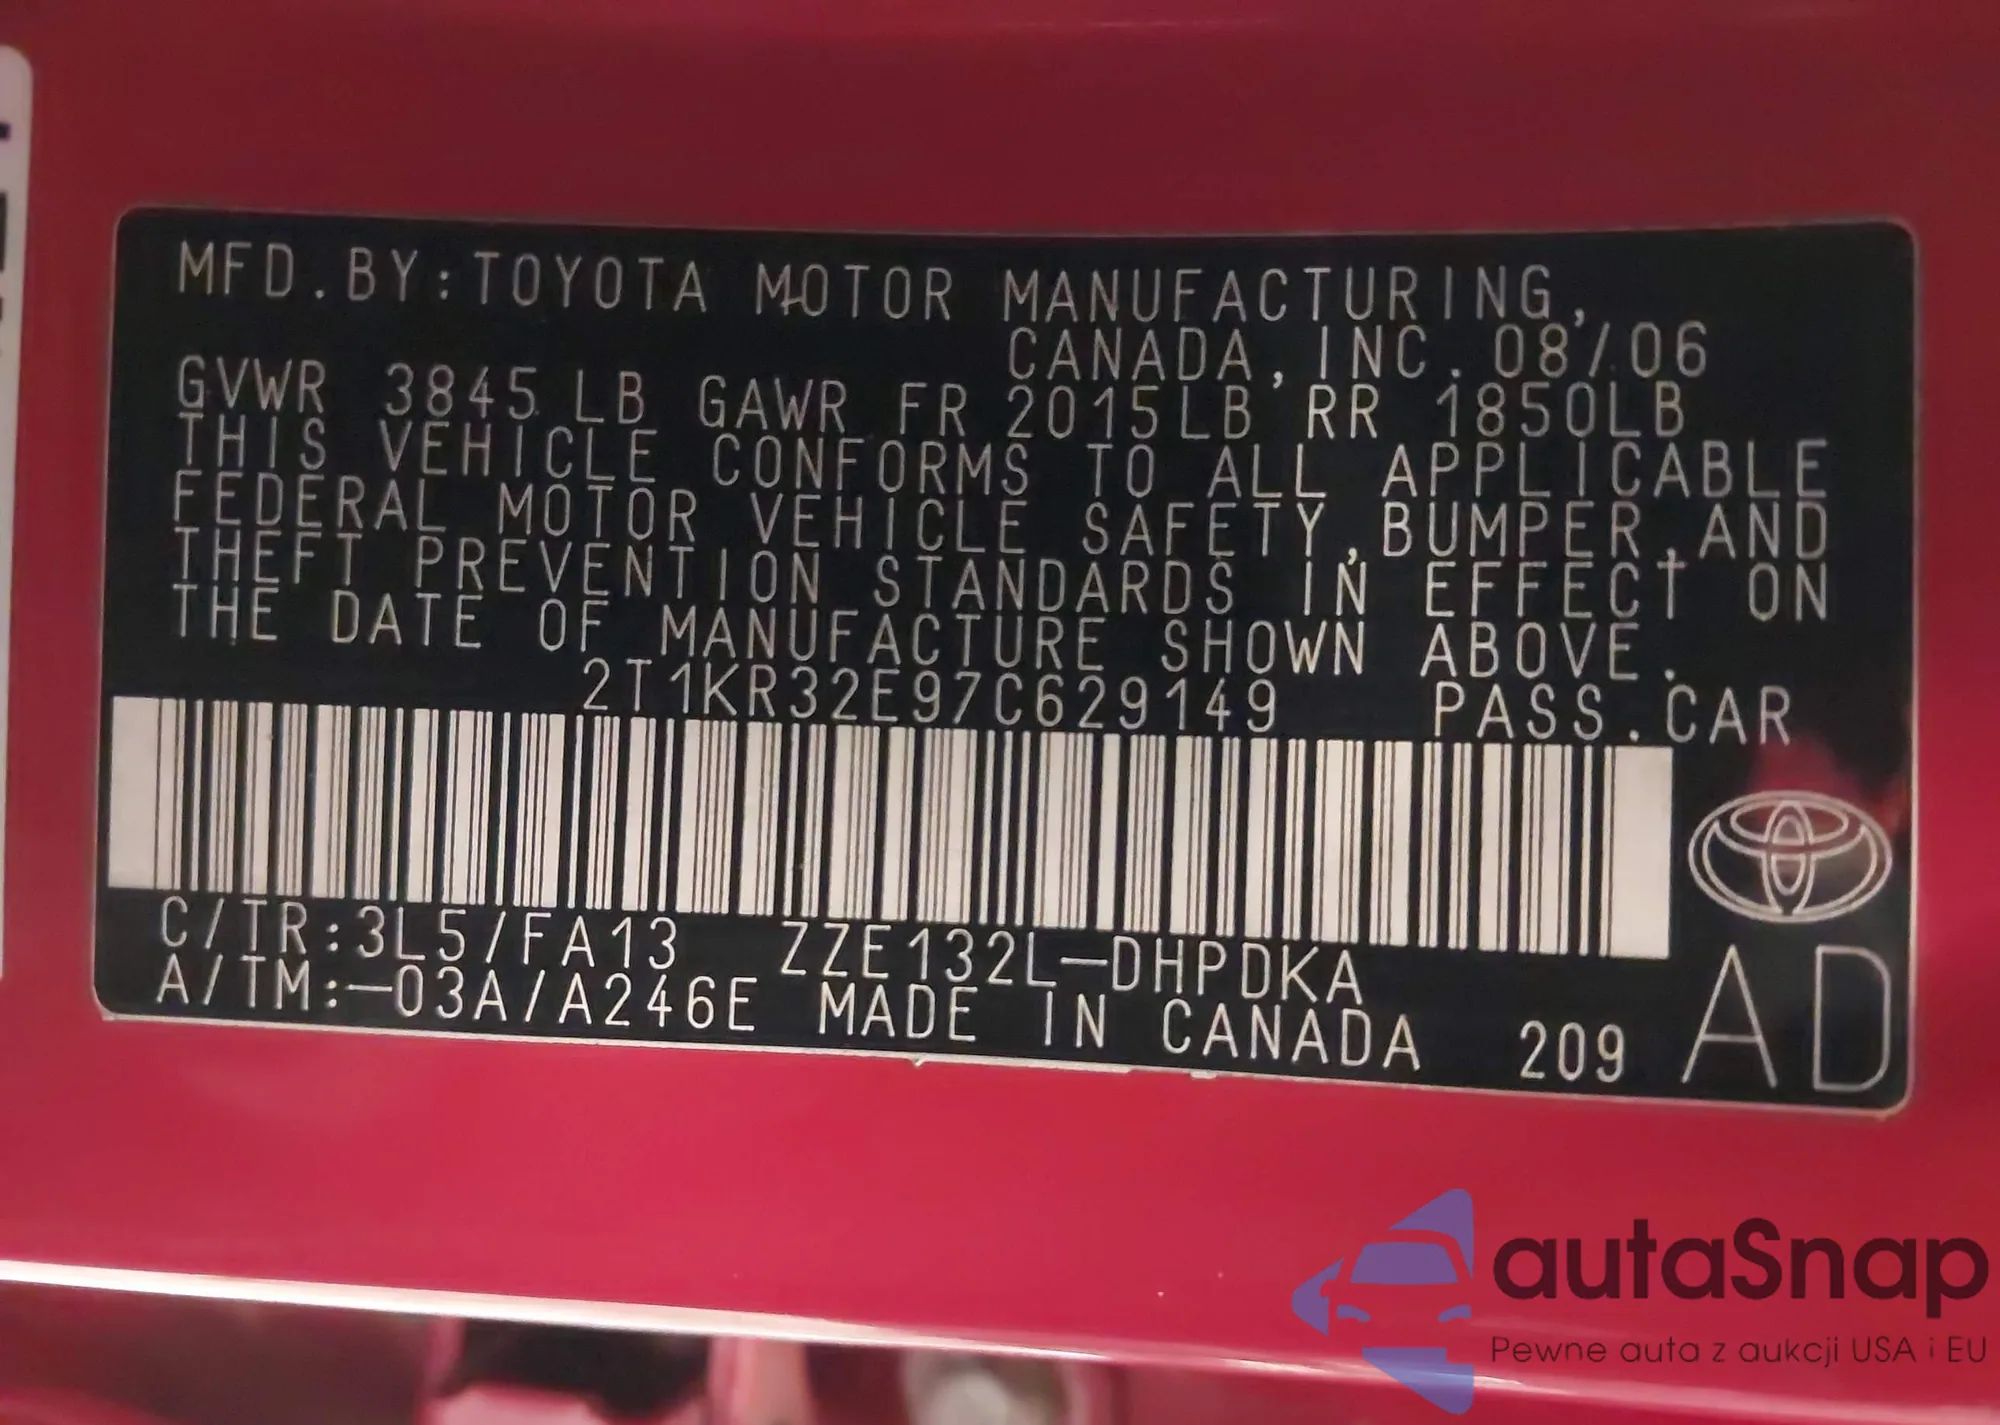 MFD.BY:TOYOTA MOTOR MANUFACTURING,
CANADA,INC.08/06
GVWR 3845LB GAWR FR 2015LB RR 1850LB
THIS VEHICLE CONFORMS TO ALL APPLICABLE
FEDERAL MOTOR VEHICLE SAFETY,BUMPER,AND
THEFT PREVENTION STANDARDS IN EFFECT ON
THE DATE OF MANUFACTURE SHOWN ABOVE.
2T1KR32E97C629149 PASS.CAR
C/TR:3L5/FA13 ZZE132L-DHPDKA
A/TM:-03A/A246E MADE IN CANADA 209 AD
autaSnap
Pewne auta z aukcji USA i EU